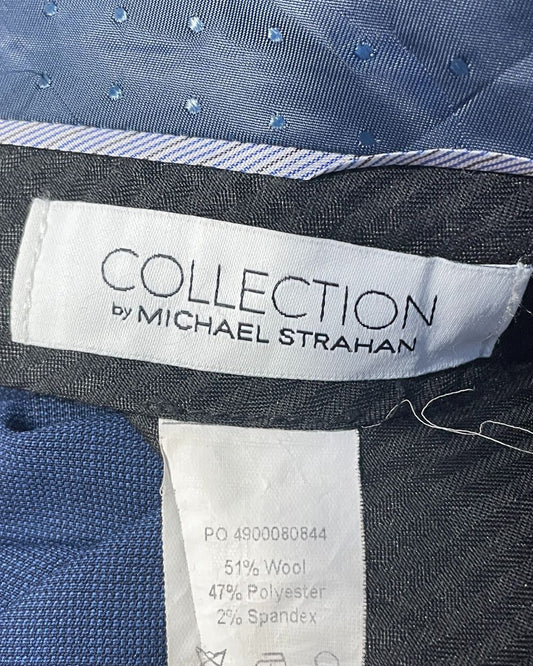 COLLECTION
by MICHAEL STRAHAN
PO 4900080844
51% Wool
47% Polyester
2% Spandex